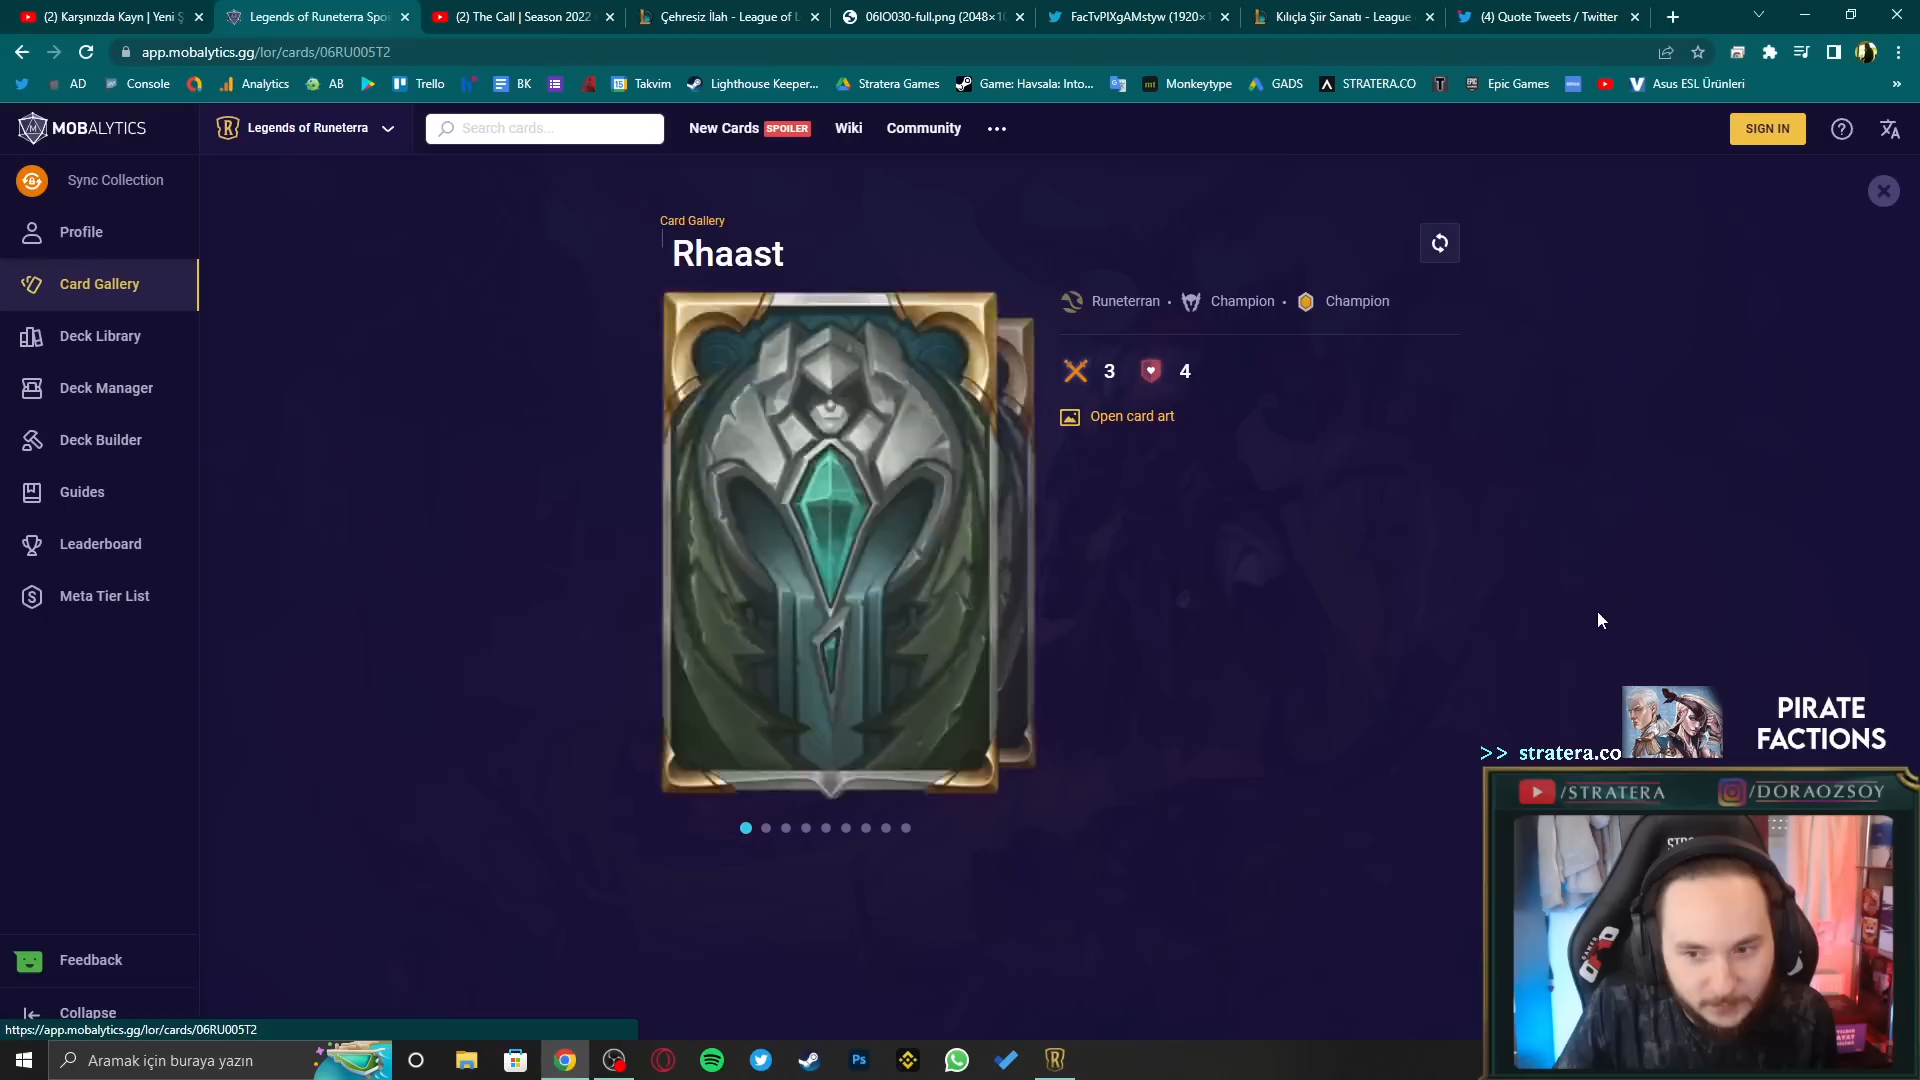 (2) Karşınızda Kayn | Yeni Ş
Legends of Runeterra Spoi
(2) The Call | Season 2022
Çehresiz İlah - League of L
06IO030-full.png (2048×10
FacTvPIXgAMstyw (1920×1
Kılıçla Şiir Sanatı - League
(4) Quote Tweets / Twitter
app.mobalytics.gg/lor/cards/06RU005T2
AD
Console
Analytics
AB
Trello
BK
Takvim
Lighthouse Keeper...
Stratera Games
Game: Havsala: Into...
mt
Monkeytype
GADS
STRATERA.CO
Epic Games
Asus ESL Ürünleri
MOBALYTICS
Legends of Runeterra
Search cards...
New Cards SPOILER
Wiki
Community
SIGN IN
Sync Collection
Profile
Card Gallery
Deck Library
Deck Manager
Deck Builder
Guides
Leaderboard
Meta Tier List
Feedback
Collapse
Card Gallery
Rhaast
Runeterran • Champion • Champion
3
4
Open card art
PIRATE
FACTIONS
>> stratera.co
/STRATERA
/DORAOZSOY
https://app.mobalytics.gg/lor/cards/06RU005T2
Aramak için buraya yazın
Ps